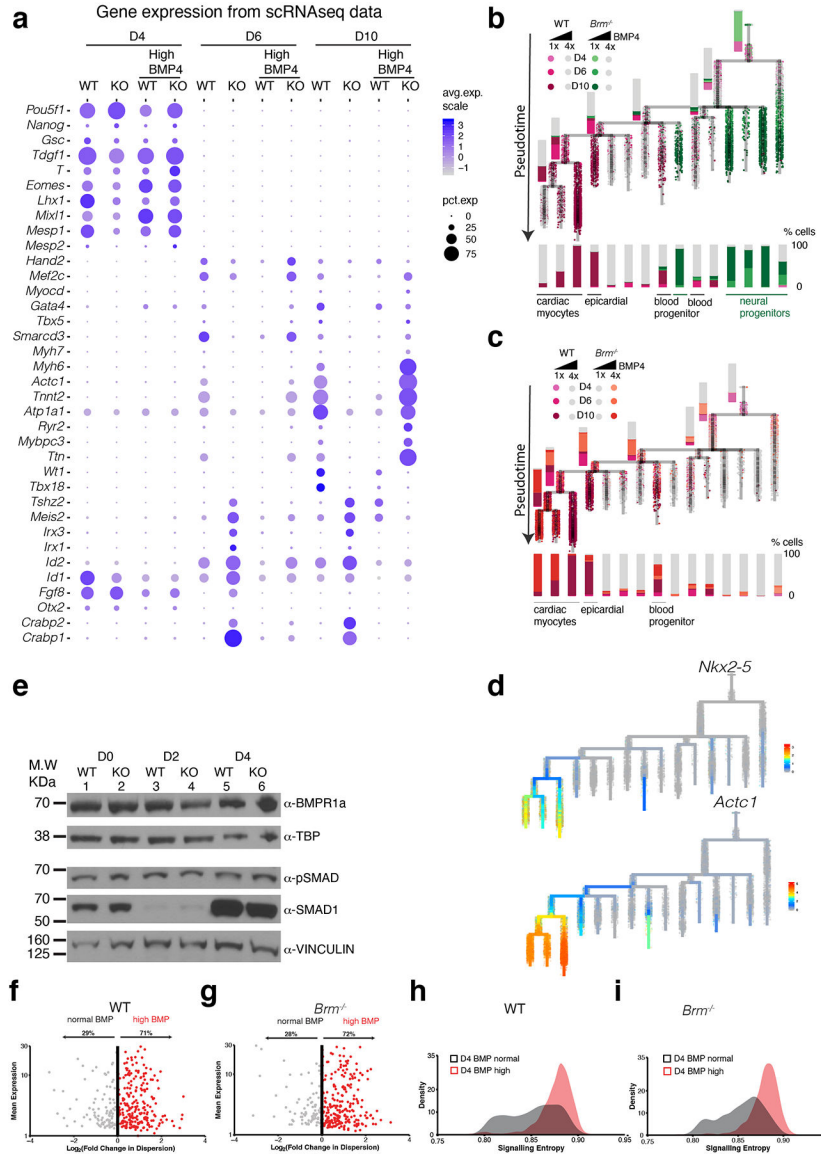 a
Gene expression from scRNAseq data
D4 D6 D10
High BMP4 High BMP4 High BMP4
WT KO WT KO WT KO WT KO WT KO WT KO
Pou5f1
Nanog
Gsc
Tdgf1
T
Eomes
Lhx1
Mixl1
Mesp1
Mesp2
Hand2
Mef2c
Myocd
Gata4
Tbx5
Smarcd3
Myh7
Myh6
Actc1
Tnnt2
Atp1a1
Ryr2
Mybpc3
Ttn
Wt1
Tbx18
Tshz2
Meis2
Irx3
Irx1
Id2
Id1
Fgf8
Otx2
Crabp2
Crabp1
avg.exp.
scale
3
2
1
0
−1
pct.exp
0
25
50
75
b
WT Brm-/-
1x 4x 1x 4x BMP4
D4
D6
D10
Pseudotime
% cells
100
0
cardiac
myocytes
epicardial
blood
progenitor
blood
neural
progenitors
c
WT Brm-/-
1x 4x 1x 4x BMP4
D4
D6
D10
Pseudotime
% cells
100
0
cardiac
myocytes
epicardial
blood
progenitor
d
Nkx2-5
Actc1
e
M.W
KDa
D0 D2 D4
WT KO WT KO WT KO
1 2 3 4 5 6
70 α-BMPR1a
38 α-TBP
70 α-pSMAD
70
50
α-SMAD1
160
125
α-VINCULIN
f
WT
normal BMP high BMP
29% 71%
Mean Expression
30
10
1
−4 −2 0 2 4
Log2(Fold Change in Dispersion)
g
Brm-/-
normal BMP high BMP
28% 72%
Mean Expression
30
10
1
−4 −2 0 2 4
Log2(Fold Change in Dispersion)
h
WT
D4 BMP normal
D4 BMP high
Density
35
20
10
0
0.75 0.80 0.85 0.90 0.95
Signalling Entropy
i
Brm-/-
D4 BMP normal
D4 BMP high
Density
35
20
10
0
0.80 0.85 0.90
Signalling Entropy